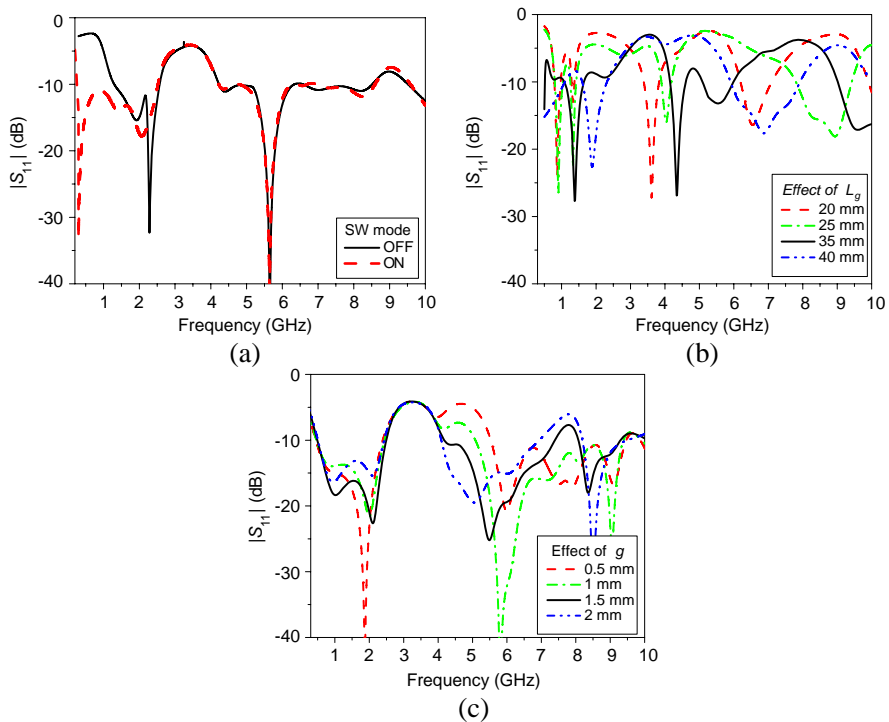 0
-10
-20
-30
-40
|S11| (dB)
SW mode
OFF
ON
1 2 3 4 5 6 7 8 9 10
Frequency (GHz)
(a)
0
-5
-10
-15
-20
-25
-30
-35
-40
|S11| (dB)
Effect of Lg
20 mm
25 mm
35 mm
40 mm
1 2 3 4 5 6 7 8 9 10
Frequency (GHz)
(b)
0
-10
-20
-30
-40
|S11| (dB)
Effect of g
0.5 mm
1 mm
1.5 mm
2 mm
1 2 3 4 5 6 7 8 9 10
Frequency (GHz)
(c)